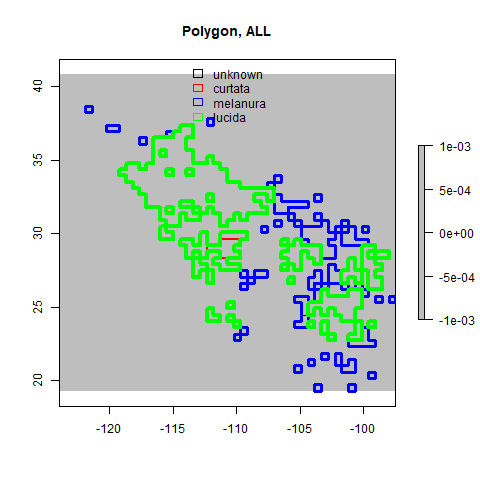 Polygon, ALL
unknown
curtata
melanura
lucida
40
35
30
25
20
-120
-115
-110
-105
-100
1e-03
5e-04
0e+00
-5e-04
-1e-03